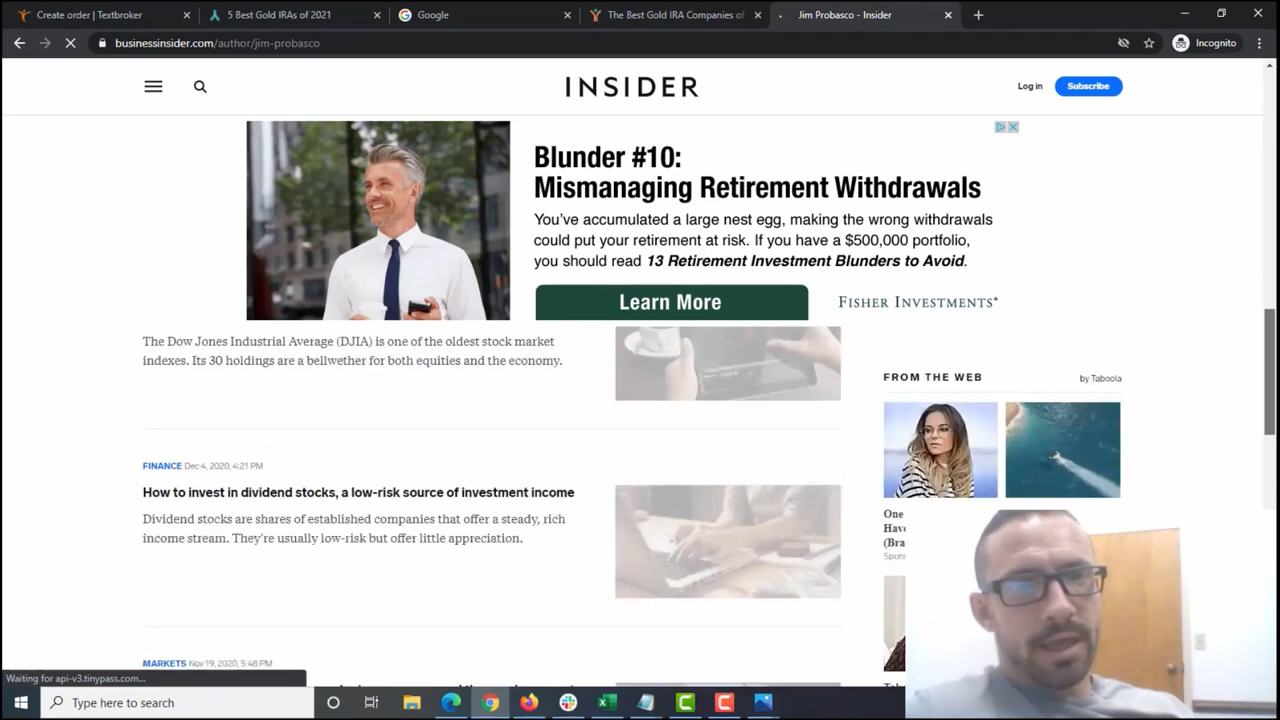 Create order | Textbroker
5 Best Gold IRAs of 2021
Google
The Best Gold IRA Companies of
Jim Probasco - Insider
businessinsider.com/author/jim-probasco
Incognito
INSIDER
Log in
Subscribe
Blunder #10:
Mismanaging Retirement Withdrawals
You've accumulated a large nest egg, making the wrong withdrawals
could put your retirement at risk. If you have a $500,000 portfolio,
you should read 13 Retirement Investment Blunders to Avoid.
Learn More
FISHER INVESTMENTS
The Dow Jones Industrial Average (DJIA) is one of the oldest stock market
indexes. Its 30 holdings are a bellwether for both equities and the economy.
FROM THE WEB
by Taboola
FINANCE Dec 4, 2020, 4:21 PM
How to invest in dividend stocks, a low-risk source of investment income
Dividend stocks are shares of established companies that offer a steady, rich
income stream. They're usually low-risk but offer little appreciation.
One
Have
(Bra
Spons
MARKETS Nov 19, 2020, 5:48 PM
Waiting for api-v3.tinypass.com...
Type here to search